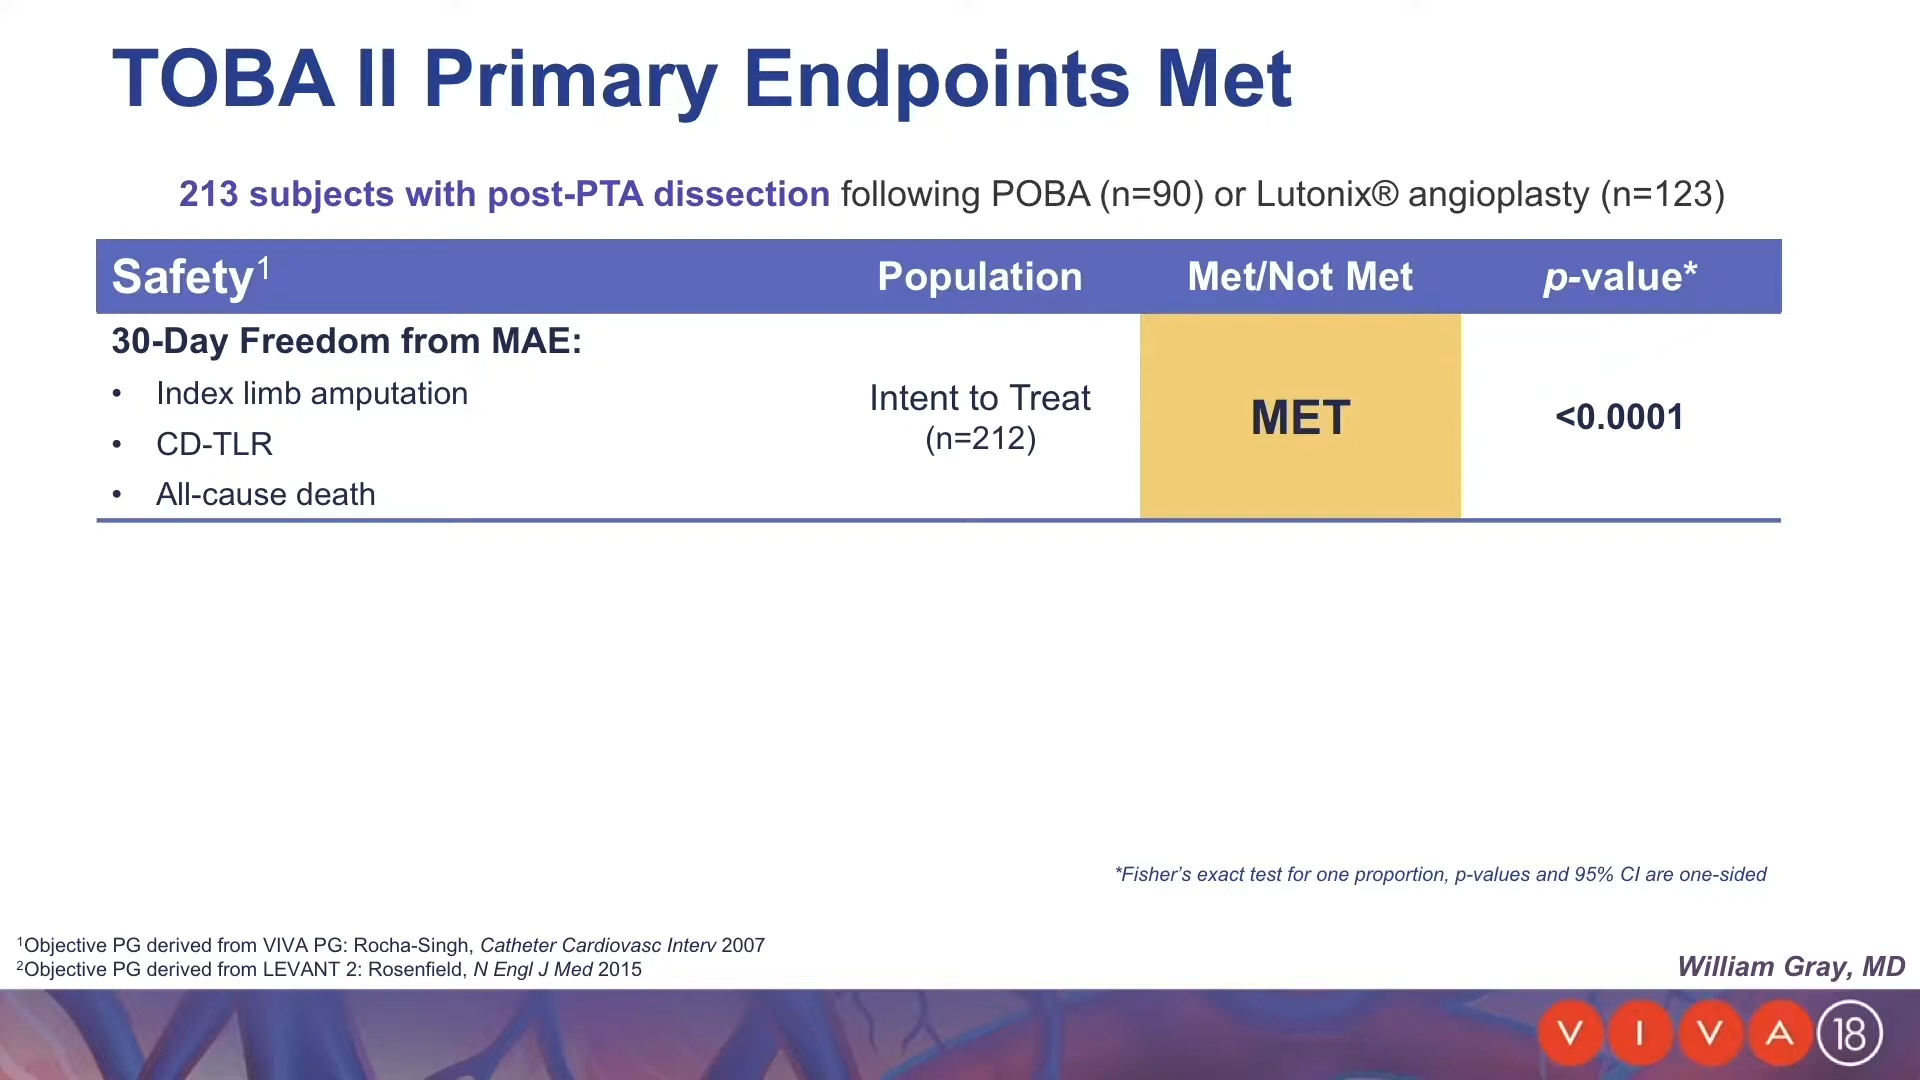 TOBA II Primary Endpoints Met
213 subjects with post-PTA dissection following POBA (n=90) or Lutonix® angioplasty (n=123)
Safety¹ Population Met/Not Met p-value*
30-Day Freedom from MAE:
• Index limb amputation
• CD-TLR
• All-cause death
Intent to Treat
(n=212)
MET
<0.0001
*Fisher's exact test for one proportion, p-values and 95% CI are one-sided
¹Objective PG derived from VIVA PG: Rocha-Singh, Catheter Cardiovasc Interv 2007
²Objective PG derived from LEVANT 2: Rosenfield, N Engl J Med 2015
William Gray, MD
VIVA 18